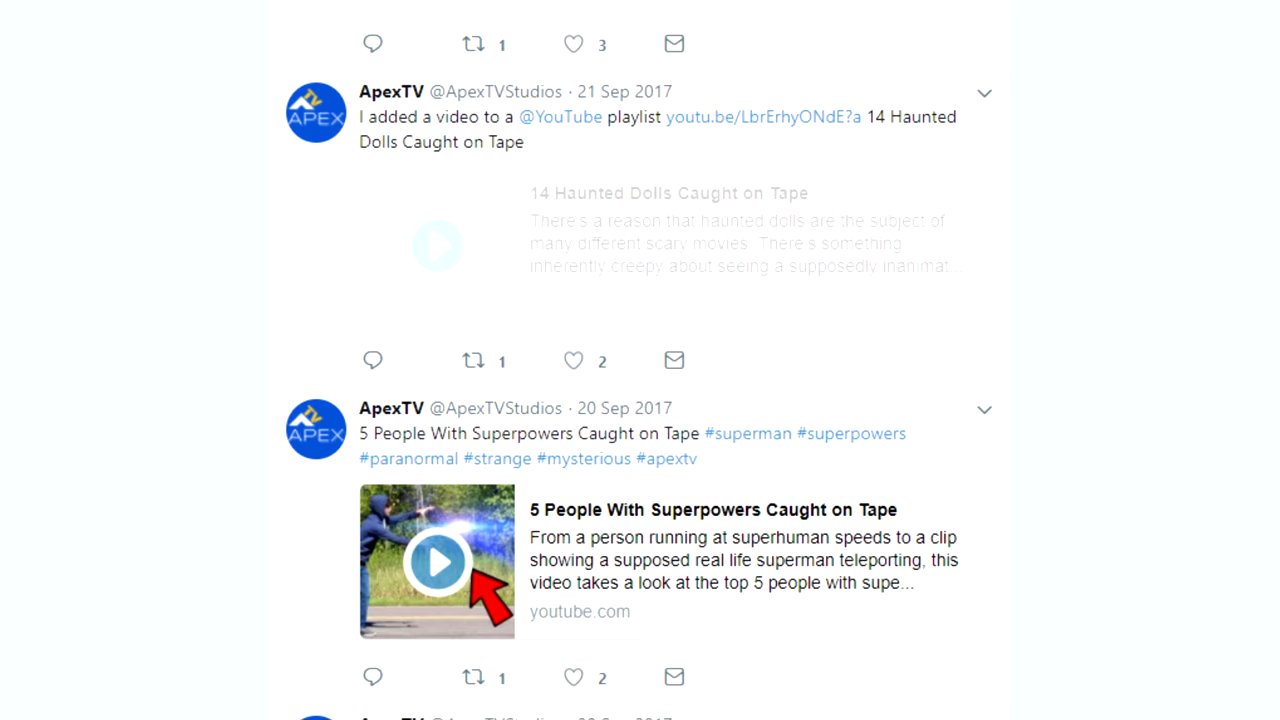 1 3
ApexTV @ApexTVStudios · 21 Sep 2017
I added a video to a @YouTube playlist youtu.be/LbrErhyONdE?a 14 Haunted
Dolls Caught on Tape
14 Haunted Dolls Caught on Tape
There's a reason that haunted dolls are the subject of
many different scary movies. There's something
inherently creepy about seeing a supposedly inanimat...
1 2
TV
APEX
ApexTV @ApexTVStudios · 20 Sep 2017
5 People With Superpowers Caught on Tape #superman #superpowers
#paranormal #strange #mysterious #apextv
5 People With Superpowers Caught on Tape
From a person running at superhuman speeds to a clip
showing a supposed real life superman teleporting, this
video takes a look at the top 5 people with supe...
youtube.com
TV
APEX
1 2